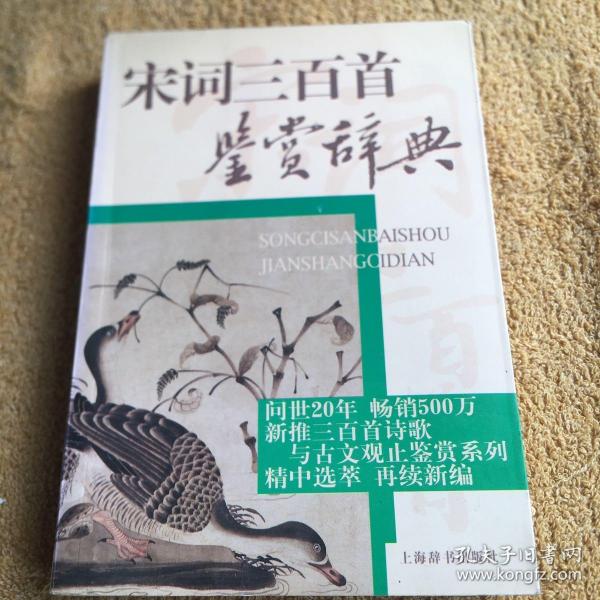 宋词三百首
鉴赏辞典
SONGCISANBAISHOU
JIANSHANGCIDIAN
问世20年 畅销500万
新推三百首诗歌
与古文观止鉴赏系列
精中选萃 再续新编
上海辞书出版社
孔夫子旧书网
www.kongfz.com